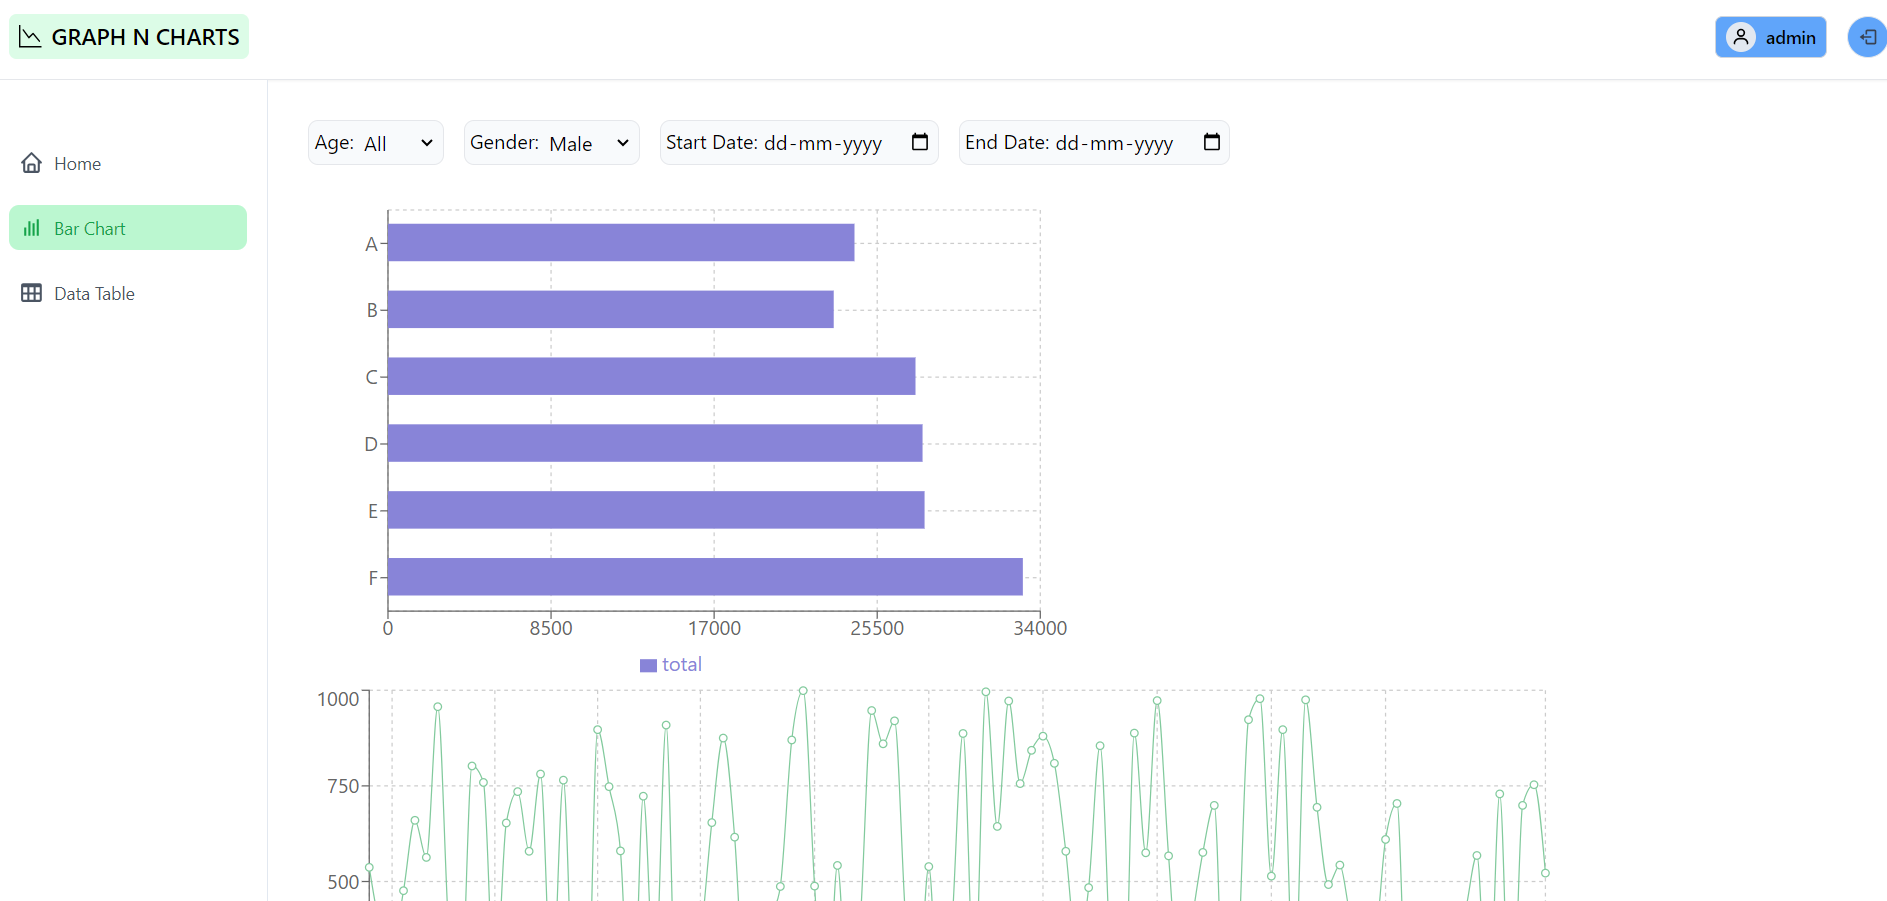 GRAPH N CHARTS
admin
Home
Bar Chart
Data Table
Age: All
Gender: Male
Start Date: dd-mm-yyyy
End Date: dd-mm-yyyy
A
B
C
D
E
F
0 8500 17000 25500 34000
total
1000
750
500